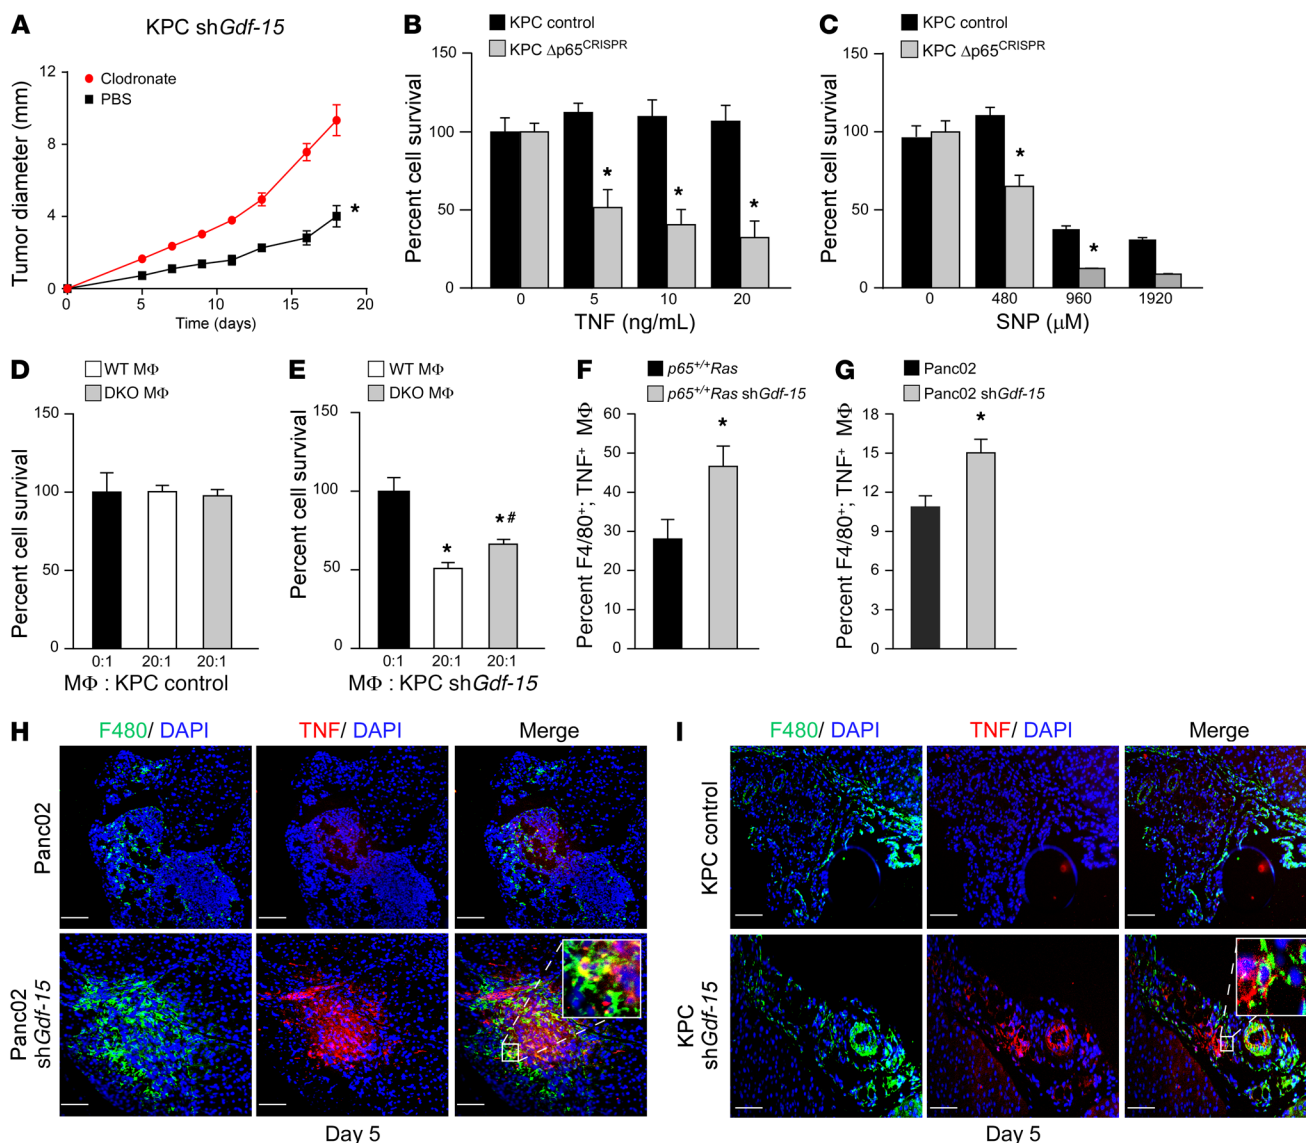 A
KPC shGdf-15
Clodronate
PBS
Tumor diameter (mm)
12
8
4
0
0 5 10 15 20
Time (days)
B
KPC control
KPC Δp65CRISPR
Percent cell survival
150
100
50
0
* * *
0 5 10 20
TNF (ng/mL)
C
KPC control
KPC Δp65CRISPR
Percent cell survival
150
100
50
0
* *
0 480 960 1920
SNP (μM)
D
WT MΦ
DKO MΦ
Percent cell survival
150
100
50
0
0:1 20:1 20:1
MΦ : KPC control
E
WT MΦ
DKO MΦ
Percent cell survival
150
100
50
0
* *#
0:1 20:1 20:1
MΦ : KPC shGdf-15
F
p65+/+Ras
p65+/+Ras shGdf-15
Percent F4/80+; TNF+ MΦ
60
50
40
30
20
10
0
*
G
Panc02
Panc02 shGdf-15
Percent F4/80+; TNF+ MΦ
18
15
12
9
6
3
0
*
H
F480/ DAPI TNF/ DAPI Merge
Panc02
Panc02
shGdf-15
Day 5
I
F480/ DAPI TNF/ DAPI Merge
KPC control
KPC
shGdf-15
Day 5